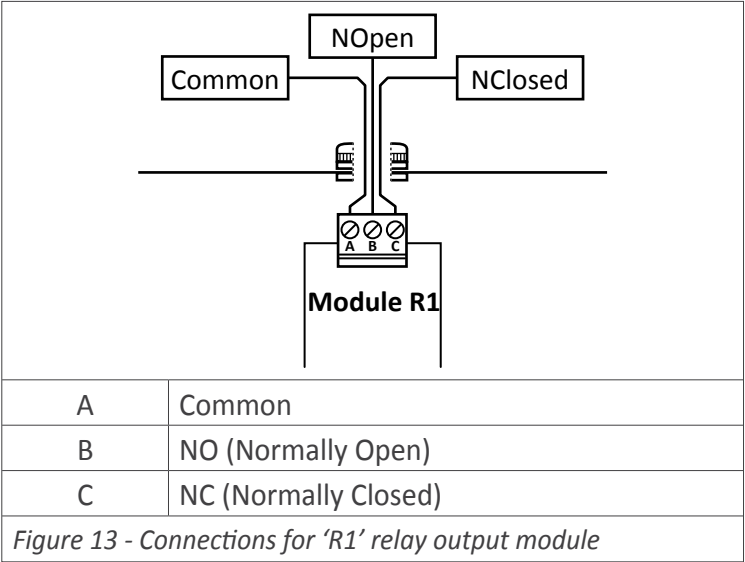 NOpen
Common
NClosed
A B C
Module R1
A Common
B NO (Normally Open)
C NC (Normally Closed)
Figure 13 - Connections for ‘R1’ relay output module